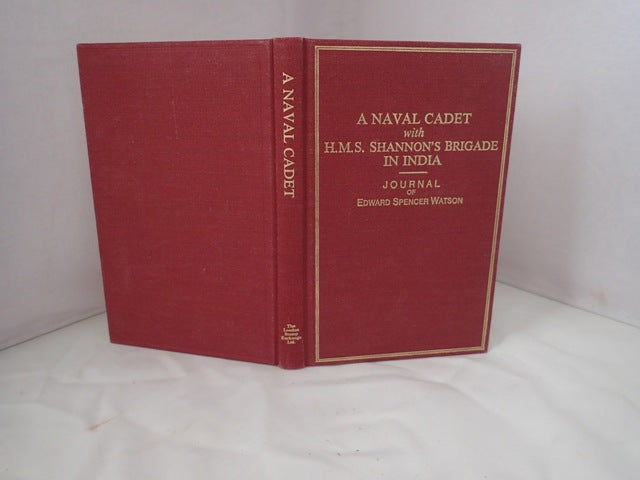 A NAVAL CADET
The
London
Stamp
Exchange
Ltd.
A NAVAL CADET
with
H.M.S. SHANNON'S BRIGADE
IN INDIA
JOURNAL
OF
EDWARD SPENCER WATSON